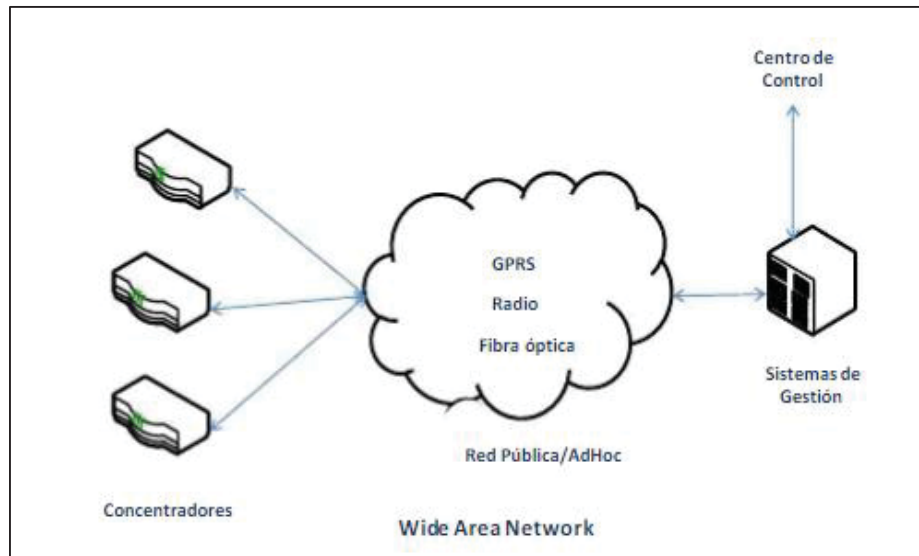 Centro de
Control
GPRS
Radio
Fibra óptica
Sistemas de
Gestión
Red Pública/AdHoc
Concentradores
Wide Area Network